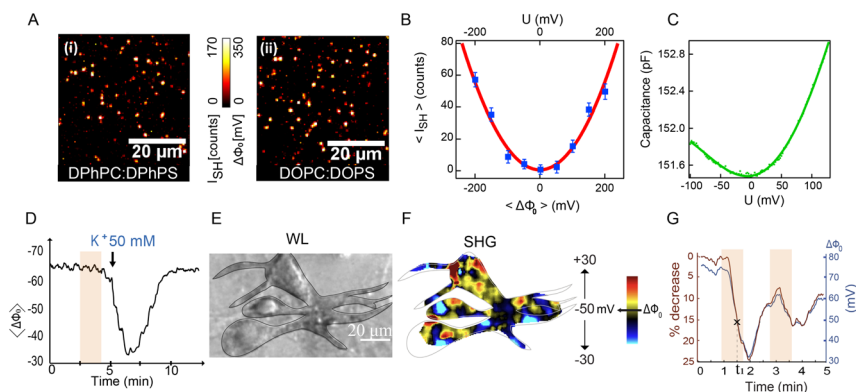 A
(i)
20 μm
DPhPC:DPhPS
0 170
I_SH [counts]
0 350
ΔΦ₀ [mV]
(ii)
20 μm
DOPC:DOPS
B
U (mV)
-200 0 200
80
60
40
20
0
< I_SH > (counts)
-200 0 200
< ΔΦ₀ > (mV)
C
Capacitance (pF)
152.8
152.4
152.0
151.6
-100 -50 0 50 100
U (mV)
D
K⁺50 mM
-70
-60
-50
-40
-30
⟨ΔΦ₀⟩
0 5 10
Time (min)
E
WL
20 μm
F
SHG
+30
-50 mV
-30
ΔΦ₀
G
ΔΦ₀
0
5
10
15
20
25
% decrease
80
70
60
50
40
30
(mV)
0 1 t₁ 2 3 4 5
Time (min)